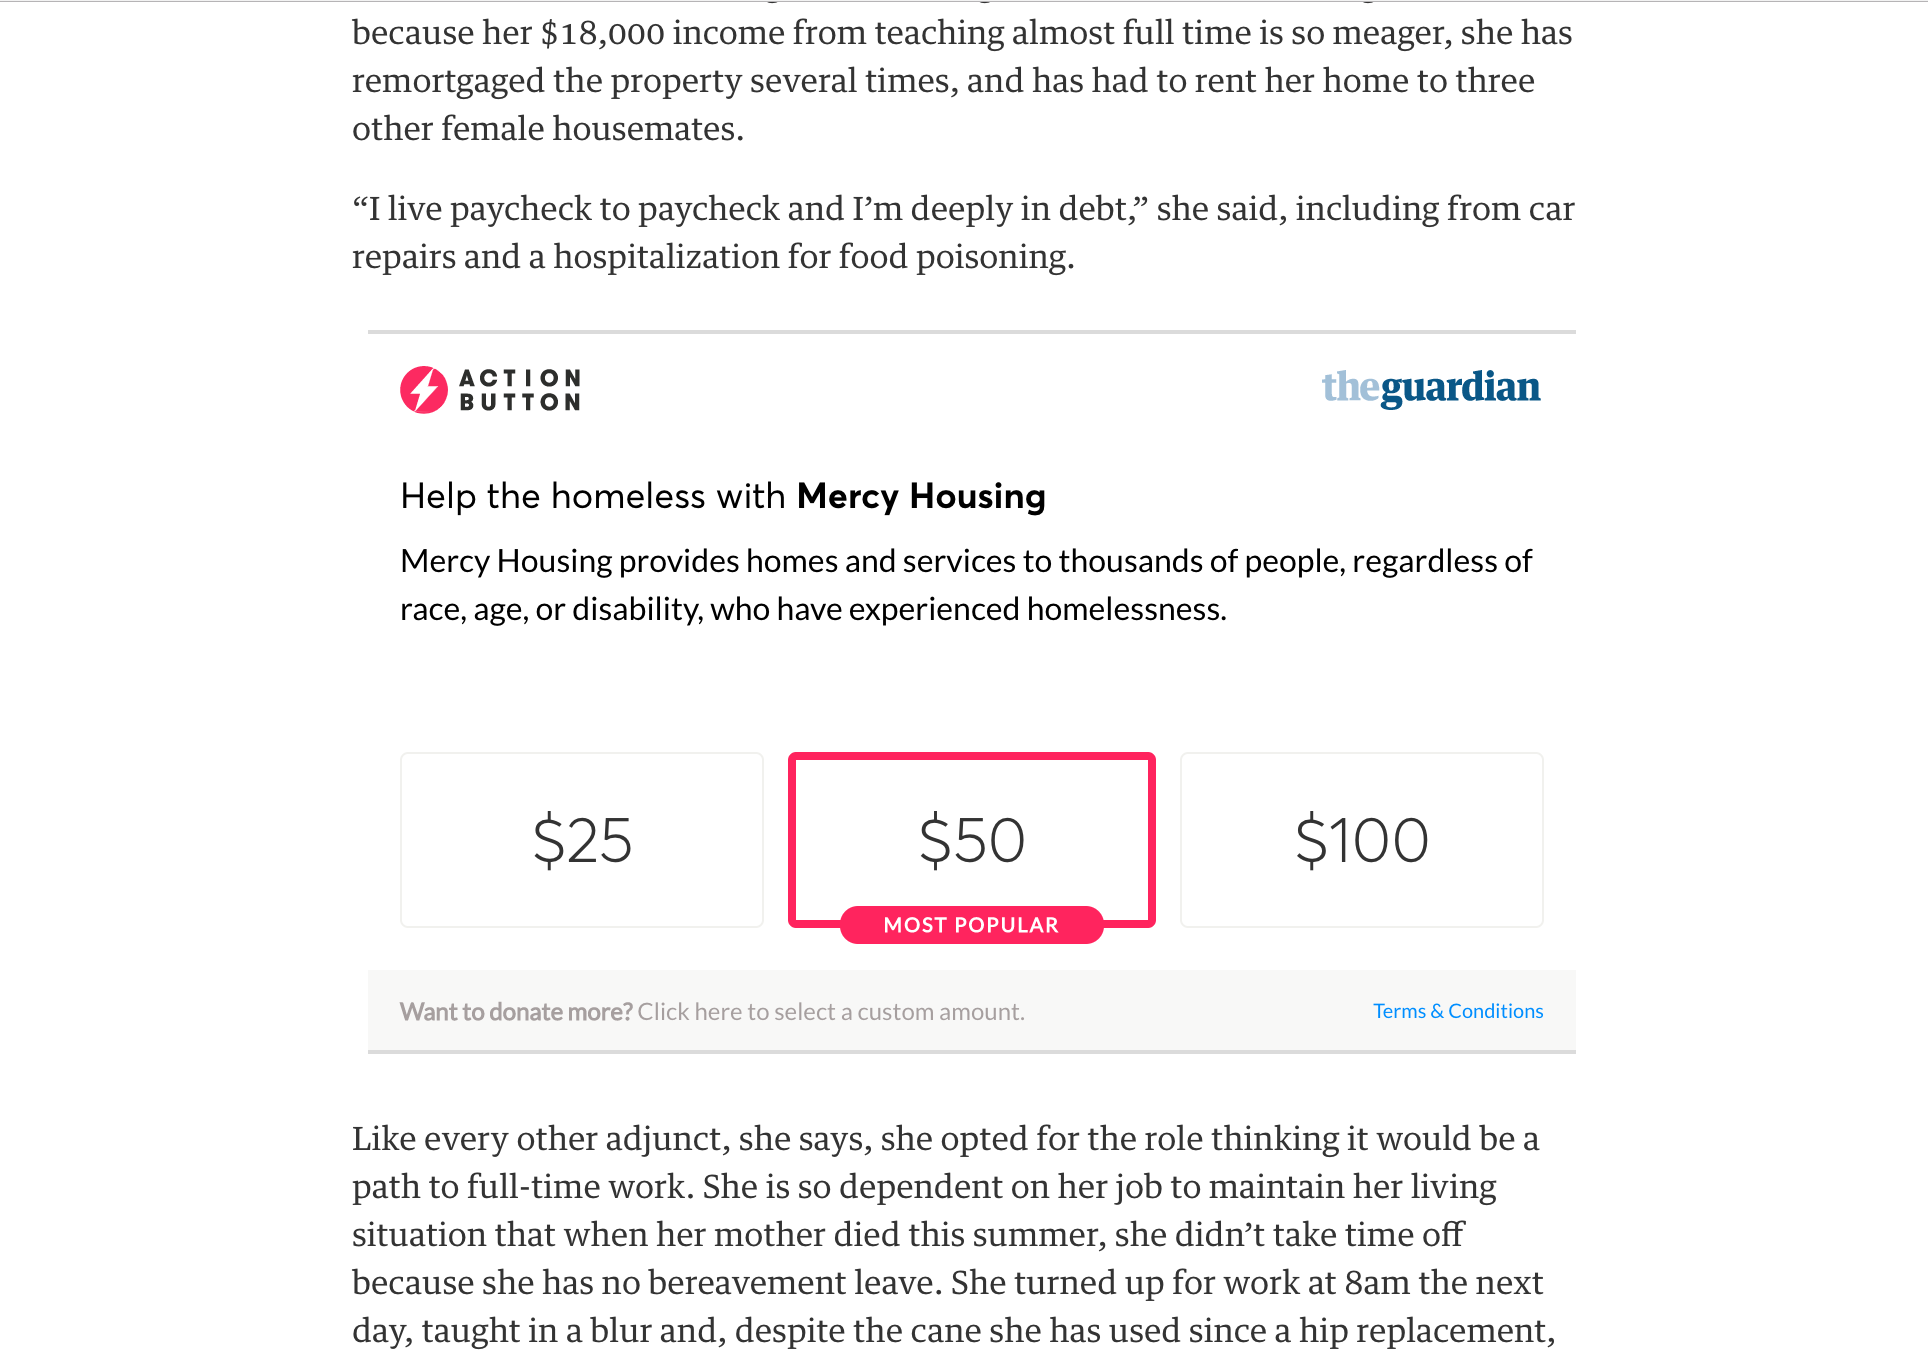 because her $18,000 income from teaching almost full time is so meager, she has
remortgaged the property several times, and has had to rent her home to three
other female housemates.
“I live paycheck to paycheck and I’m deeply in debt,” she said, including from car
repairs and a hospitalization for food poisoning.
ACTION
BUTTON
theguardian
Help the homeless with Mercy Housing
Mercy Housing provides homes and services to thousands of people, regardless of
race, age, or disability, who have experienced homelessness.
$25
$50
$100
MOST POPULAR
Want to donate more? Click here to select a custom amount.
Terms & Conditions
Like every other adjunct, she says, she opted for the role thinking it would be a
path to full-time work. She is so dependent on her job to maintain her living
situation that when her mother died this summer, she didn’t take time off
because she has no bereavement leave. She turned up for work at 8am the next
day, taught in a blur and, despite the cane she has used since a hip replacement,